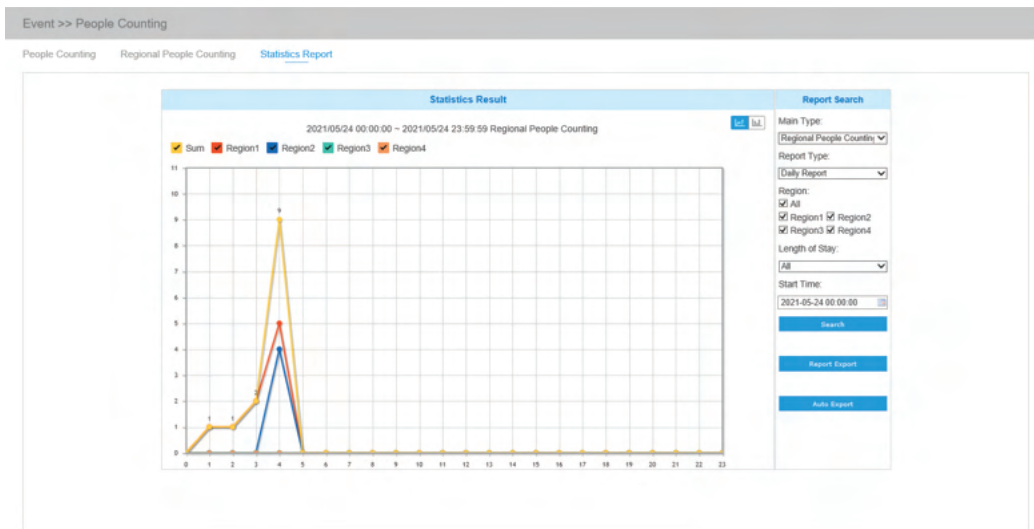 Event >> People Counting
People Counting Regional People Counting Statistics Report
Statistics Result
2021/05/24 00:00:00 ~ 2021/05/24 23:59:59 Regional People Counting
Sum Region1 Region2 Region3 Region4
11
10
9
8
7
6
5
4
3
2
1
0
9
2
1 1
0 1 2 3 4 5 6 7 8 9 10 11 12 13 14 15 16 17 18 19 20 21 22 23
Report Search
Main Type:
Regional People Counting
Report Type:
Daily Report
Region:
All
Region1 Region2
Region3 Region4
Length of Stay:
All
Start Time:
2021-05-24 00:00:00
Search
Report Export
Auto Export